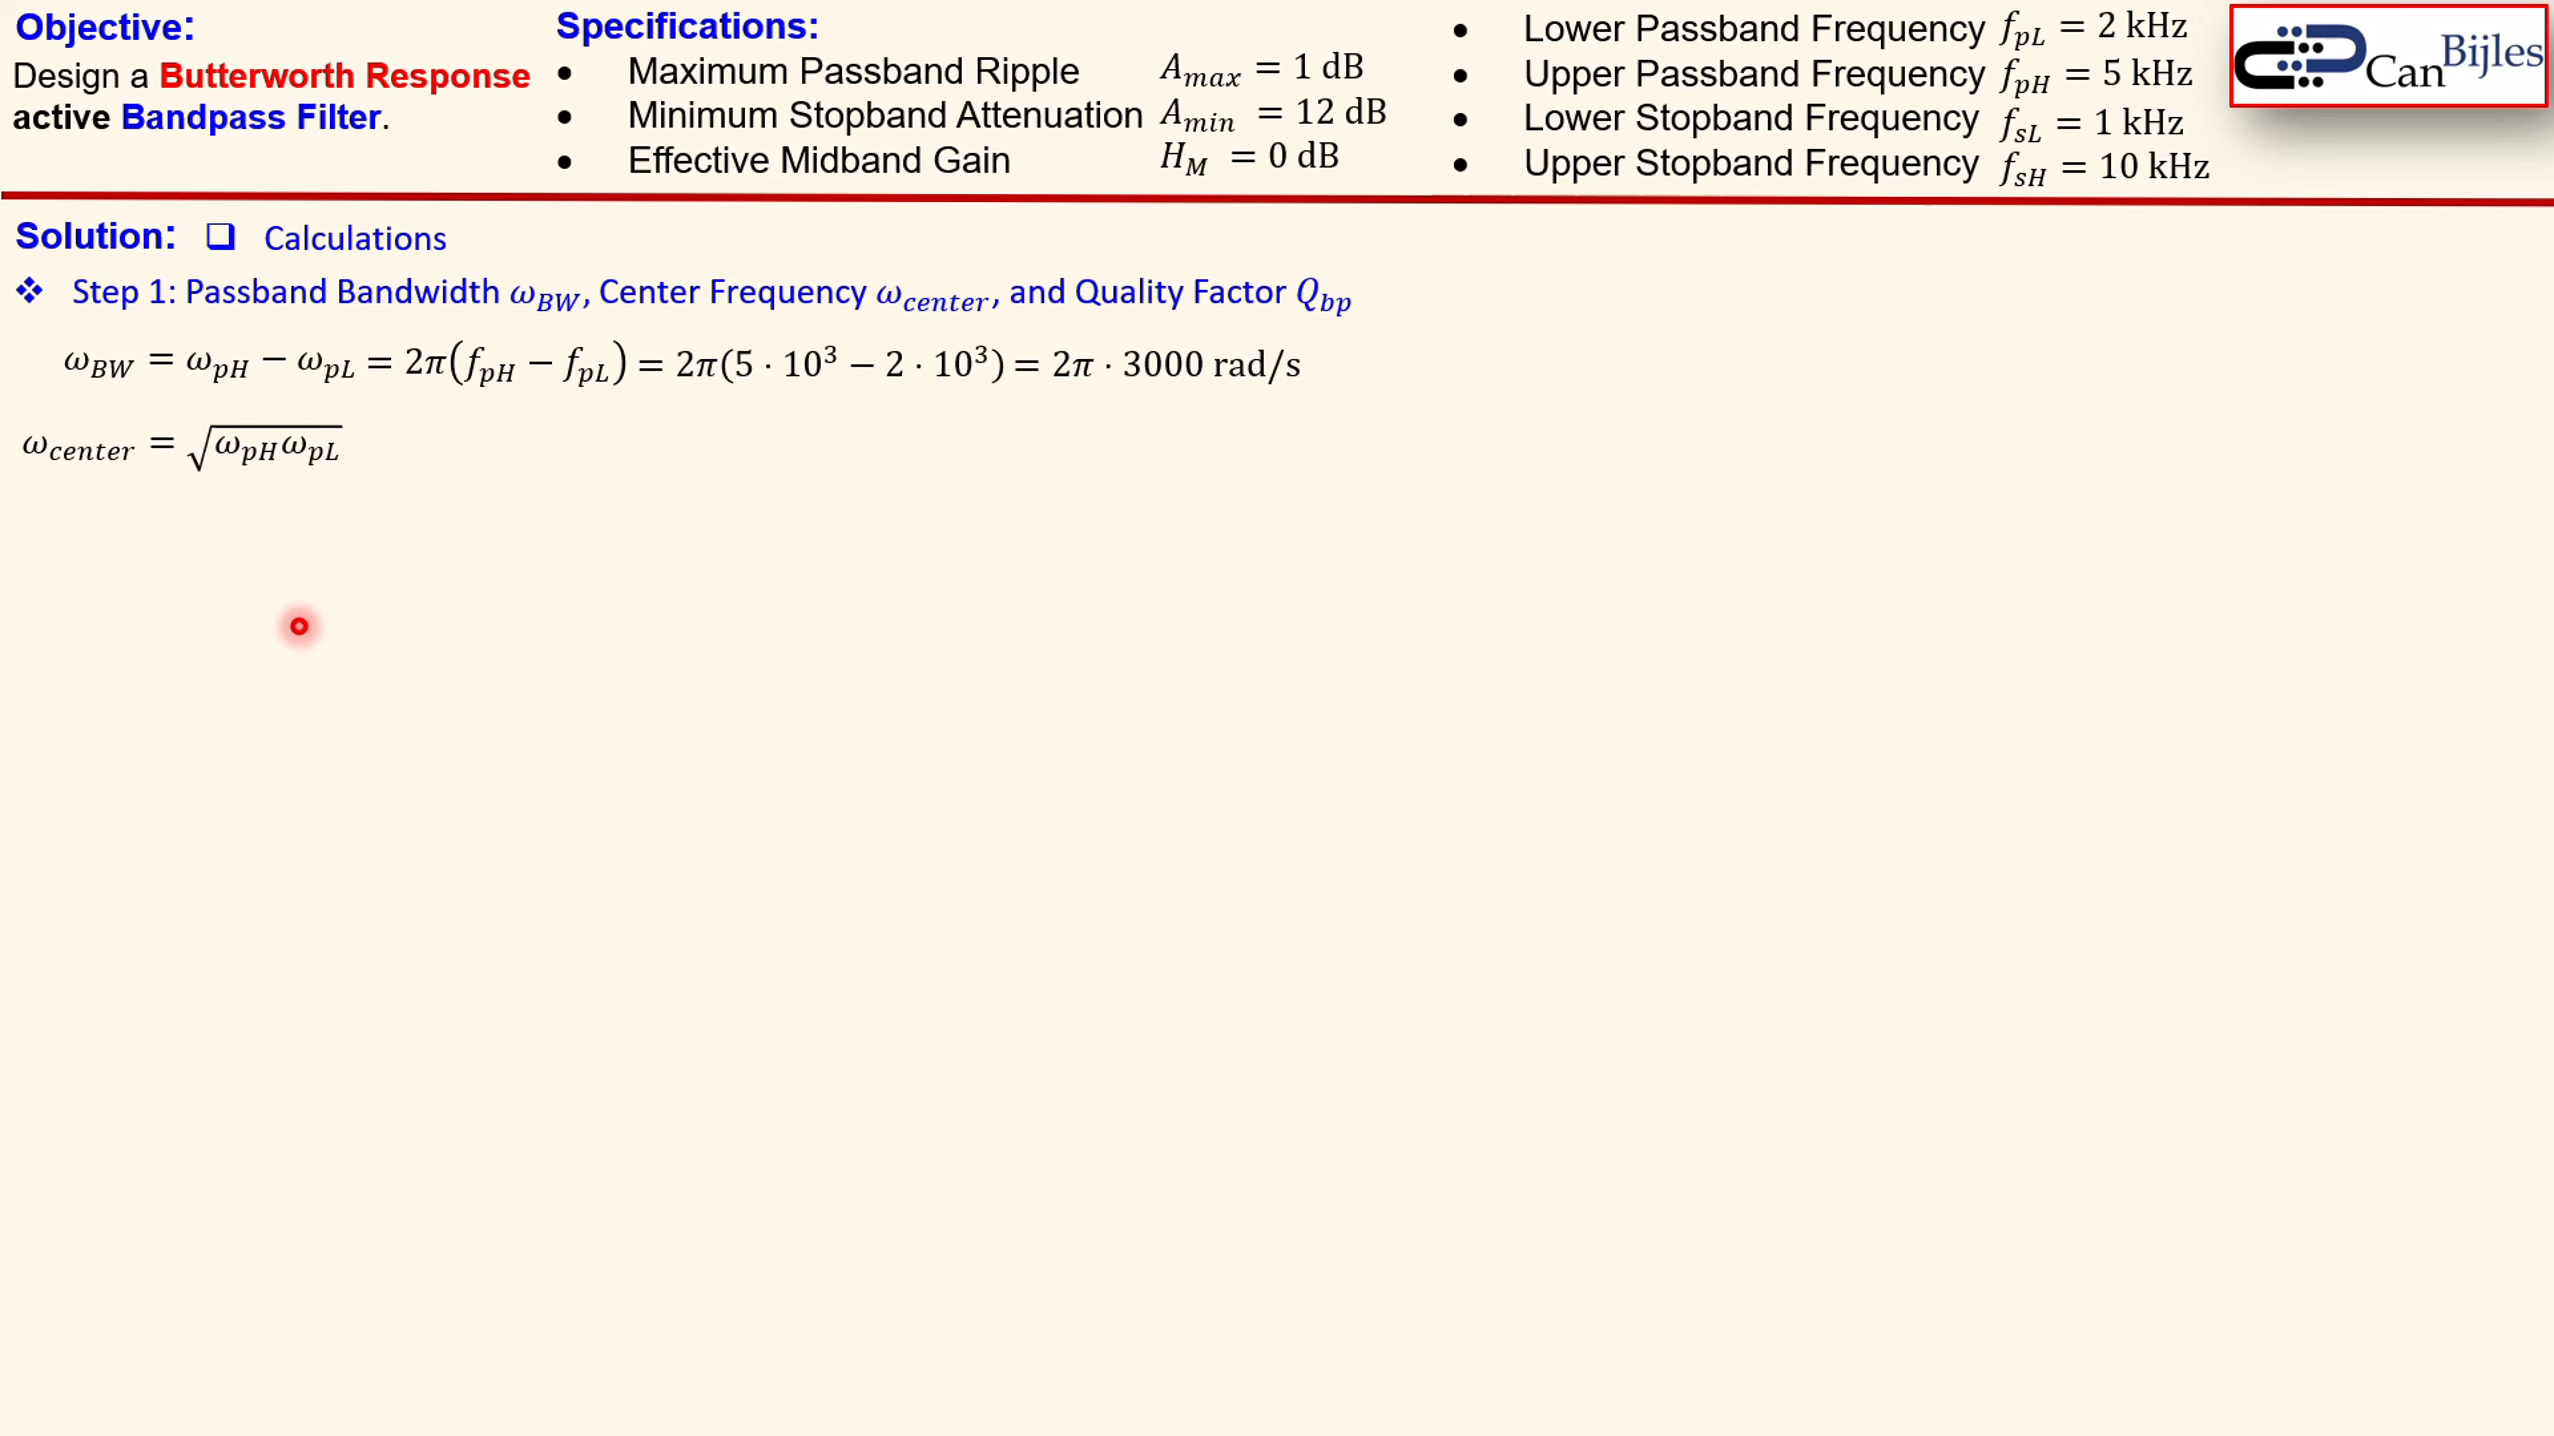 Objective:
Design a Butterworth Response
active Bandpass Filter.
Specifications:
• Maximum Passband Ripple A_max = 1 dB
• Minimum Stopband Attenuation A_min = 12 dB
• Effective Midband Gain H_M = 0 dB
• Lower Passband Frequency f_pL = 2 kHz
• Upper Passband Frequency f_pH = 5 kHz
• Lower Stopband Frequency f_sL = 1 kHz
• Upper Stopband Frequency f_sH = 10 kHz
Can Bijles
Solution: ❑ Calculations
❖ Step 1: Passband Bandwidth ω_BW, Center Frequency ω_center, and Quality Factor Q_bp
ω_BW = ω_pH − ω_pL = 2π(f_pH − f_pL) = 2π(5 · 10³ − 2 · 10³) = 2π · 3000 rad/s
ω_center = √(ω_pH ω_pL)